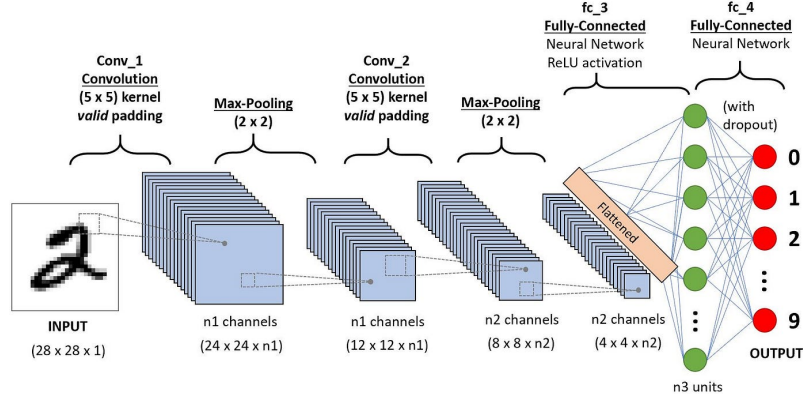 fc_3
Fully-Connected
Neural Network
ReLU activation
fc_4
Fully-Connected
Neural Network
Conv_1
Convolution
(5 x 5) kernel
valid padding
Max-Pooling
(2 x 2)
Conv_2
Convolution
(5 x 5) kernel
valid padding
Max-Pooling
(2 x 2)
(with
dropout)
0
1
2
9
Flattened
INPUT
(28 x 28 x 1)
n1 channels
(24 x 24 x n1)
n1 channels
(12 x 12 x n1)
n2 channels
(8 x 8 x n2)
n2 channels
(4 x 4 x n2)
OUTPUT
n3 units
2